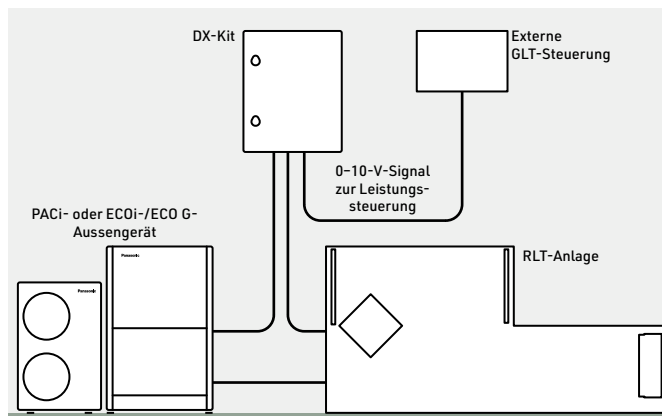 DX-Kit
Externe
GLT-Steuerung
0–10-V-Signal
zur Leistungs-
steuerung
PACi- oder ECOi-/ECO G-
Aussengerät
RLT-Anlage
Panasonic
Panasonic